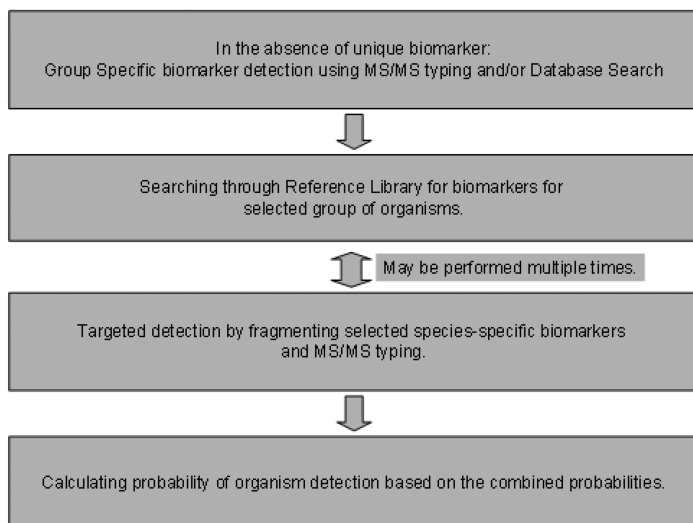 In the absence of unique biomarker:
Group Specific biomarker detection using MS/MS typing and/or Database Search
Searching through Reference Library for biomarkers for
selected group of organisms.
May be performed multiple times.
Targeted detection by fragmenting selected species-specific biomarkers
and MS/MS typing.
Calculating probability of organism detection based on the combined probabilities.